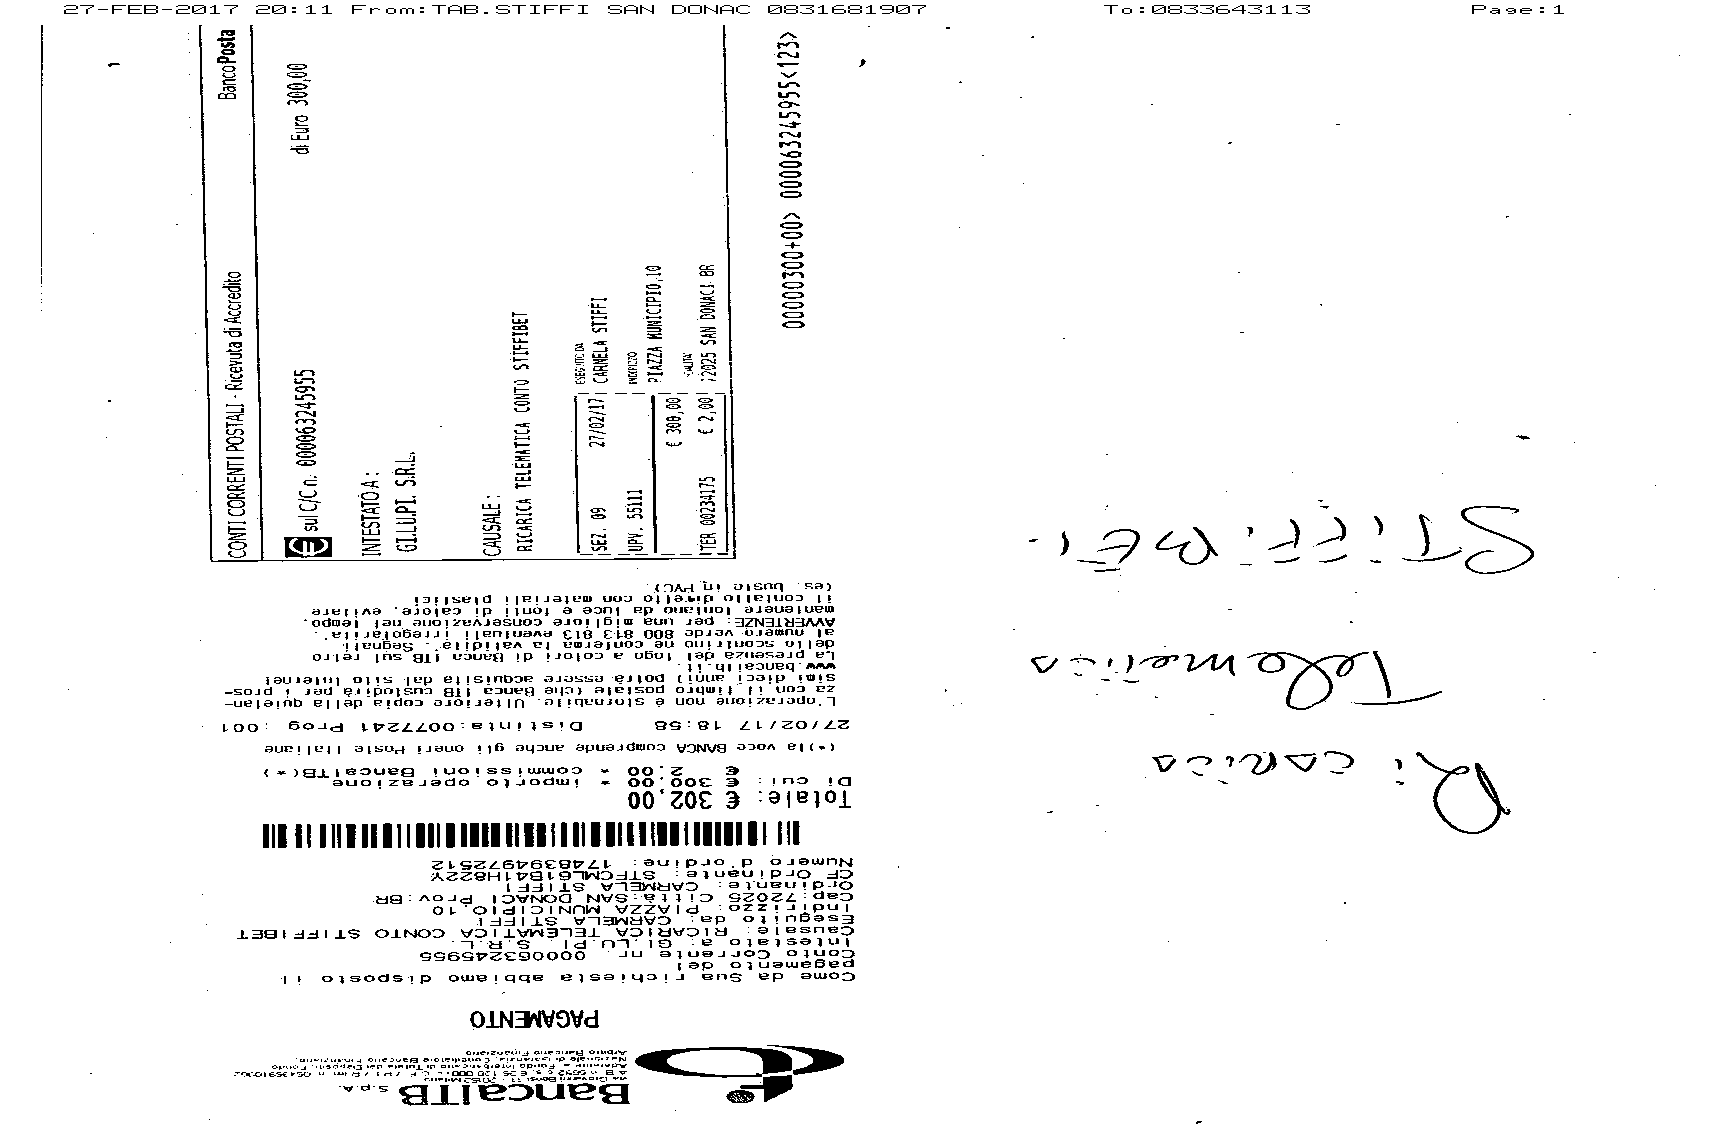 27-FEB-2017 20:11 From:TAB.STIFFI SAN DONAC 0831681907 To:0833643113 Page:1
BancaITB S.p.A.
PAGAMENTO
Come da Sua richiesta abbiamo disposto il
pagamento del
Conto Corrente nr. 000063245955
Intestato a: GI.LU.PI. S.R.L.
Causale: RICARICA TELEMATICA CONTO STIFFIBET
Eseguito da: CARMELA STIFFI
Indirizzo: PIAZZA MUNICIPIO,10
Cap:72025 Citta:SAN DONACI Prov:BR
Ordinante: CARMELA STIFFI
CF Ordinante: STFCML61B41H822Y
Numero d'ordine: 1748394972512
Totale: € 302,00
Di cui: € 300,00 * importo operazione
€ 2,00 * commissioni BancaITB(*)
(*)la voce BANCA comprende anche gli oneri Poste Italiane
27/02/17 18:58 Distinta:0077241 Prog :001
L'operazione non è stornabile. Ulteriore copia della quietan-
za con il timbro postale (che Banca ITB custodirà per i pros-
simi dieci anni) potrà essere acquisita dal sito internet
www.bancaitb.it.
La presenza del logo a colori di Banca ITB sul retro
dello scontrino ne conferma la validità. Segnali
al numero verde 800 813 813 eventuali irregolarità.
AVVERTENZE: per una migliore conservazione nel tempo,
mantenere lontano da luce e fonti di calore, evitare
il contatto diretto con materiali plastici
(es. buste in PVC).
CONTI CORRENTI POSTALI - Ricevuta di Accredito BancoPosta
€ sul C/C n. 000063245955 di Euro 300,00
INTESTATO A:
GI.LU.PI. S.R.L.
CAUSALE:
RICARICA TELEMATICA CONTO STIFFIBET
SEZ. 09 27/02/17
UPV. 55111
€ 300,00
TER 00234175 € 2,00
ESEGUITO DA
CARMELA STIFFI
INDIRIZZO
PIAZZA MUNICIPIO,10
72025 SAN DONACI BR
0000300+00> 000063245955<123>
Ricarica
Telematica
STIFFIBET.